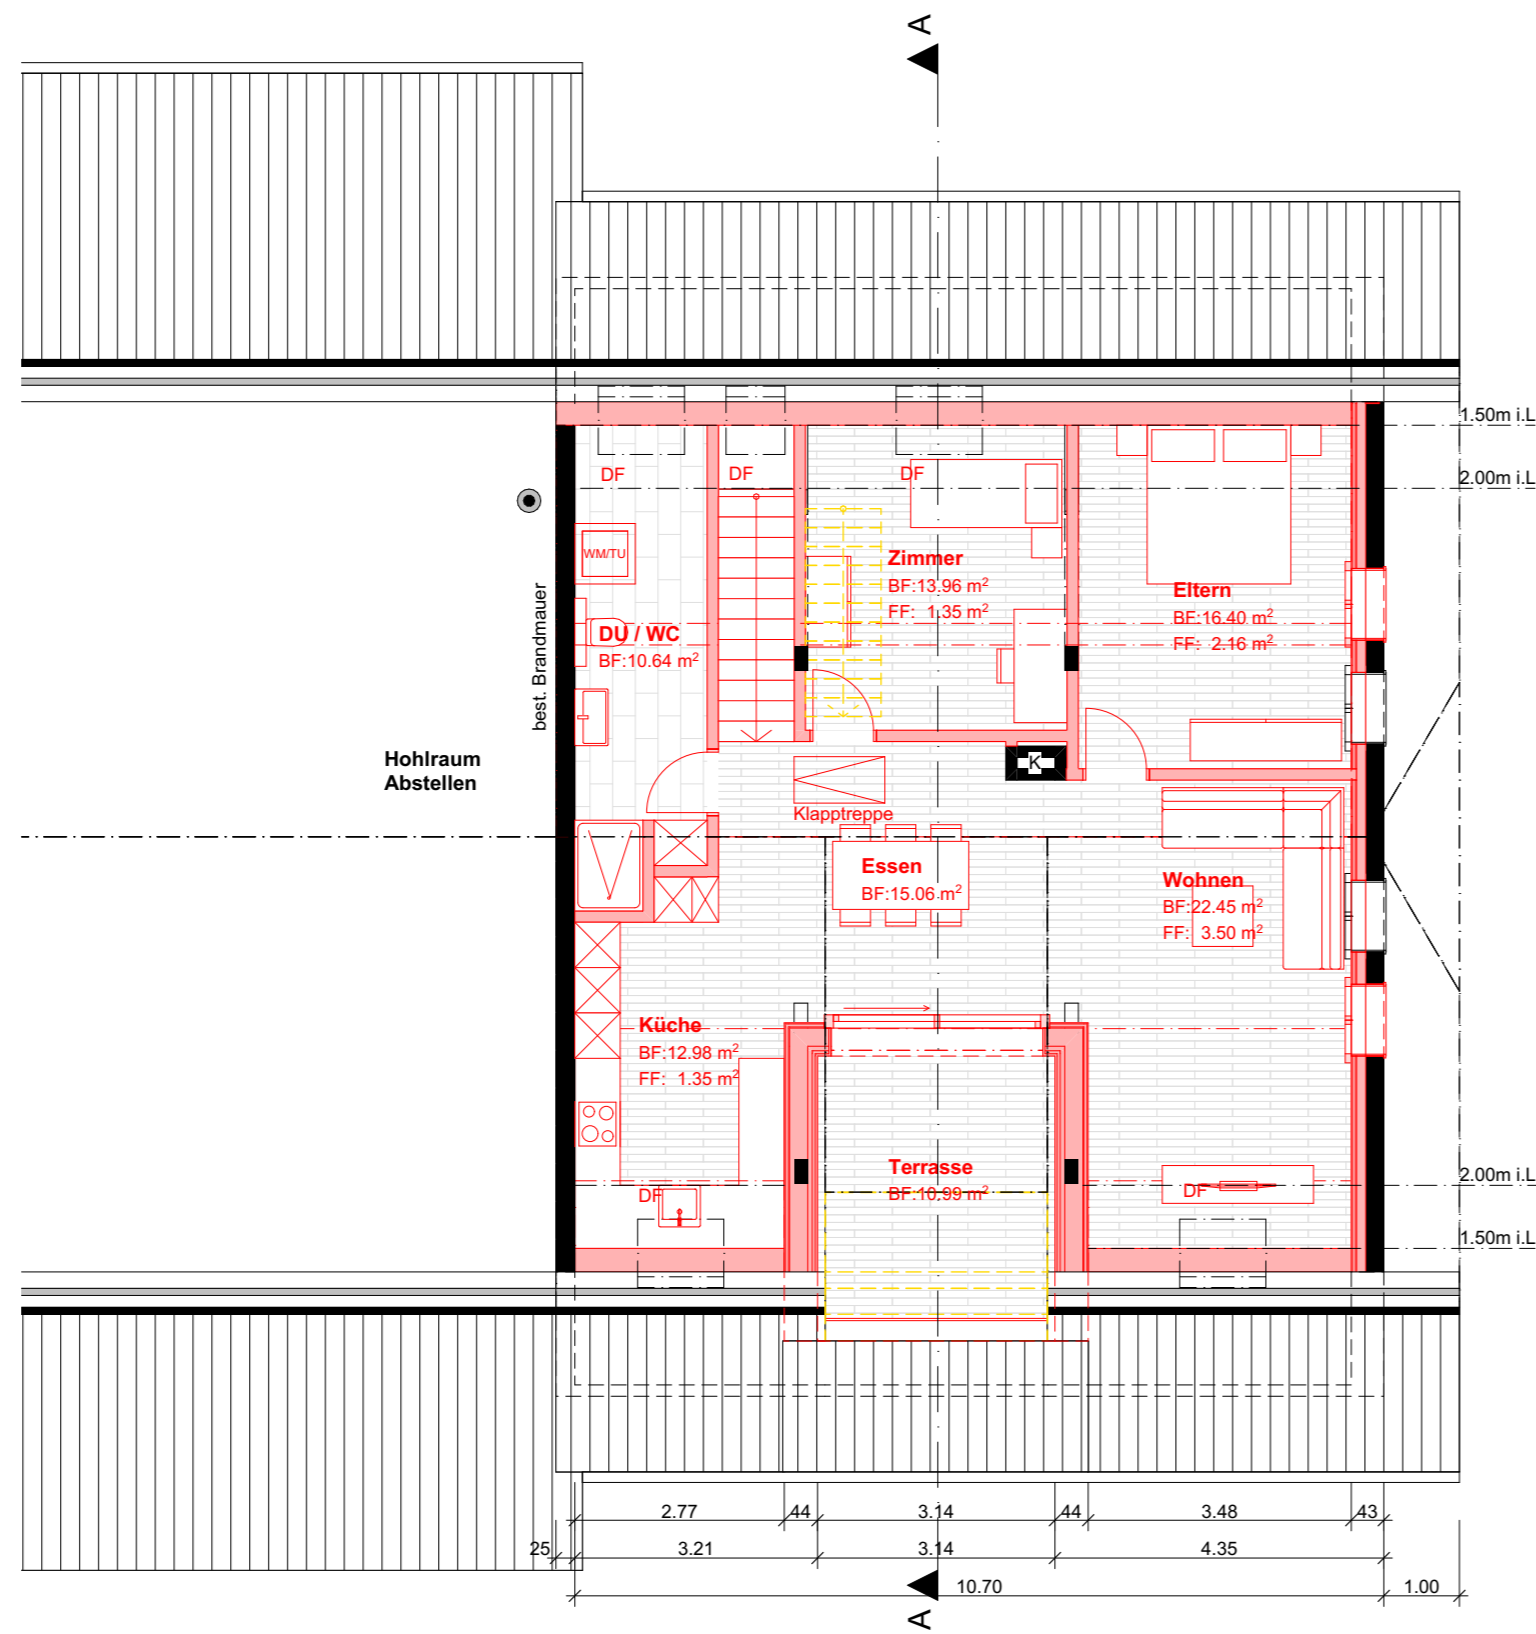 A
1.50m i.L
2.00m i.L
DF
DF
DF
WM/TU
Zimmer
BF:13.96 m²
FF: 1.35 m²
Eltern
BF:16.40 m²
FF: 2.16 m²
DU / WC
BF:10.64 m²
best. Brandmauer
Hohlraum
Abstellen
K
Klapptreppe
Essen
BF:15.06 m²
Wohnen
BF:22.45 m²
FF: 3.50 m²
Küche
BF:12.98 m²
FF: 1.35 m²
Terrasse
BF:10.99 m²
DF
DF
2.00m i.L
1.50m i.L
2.77
44
3.14
44
3.48
43
25
3.21
3.14
4.35
10.70
1.00
A